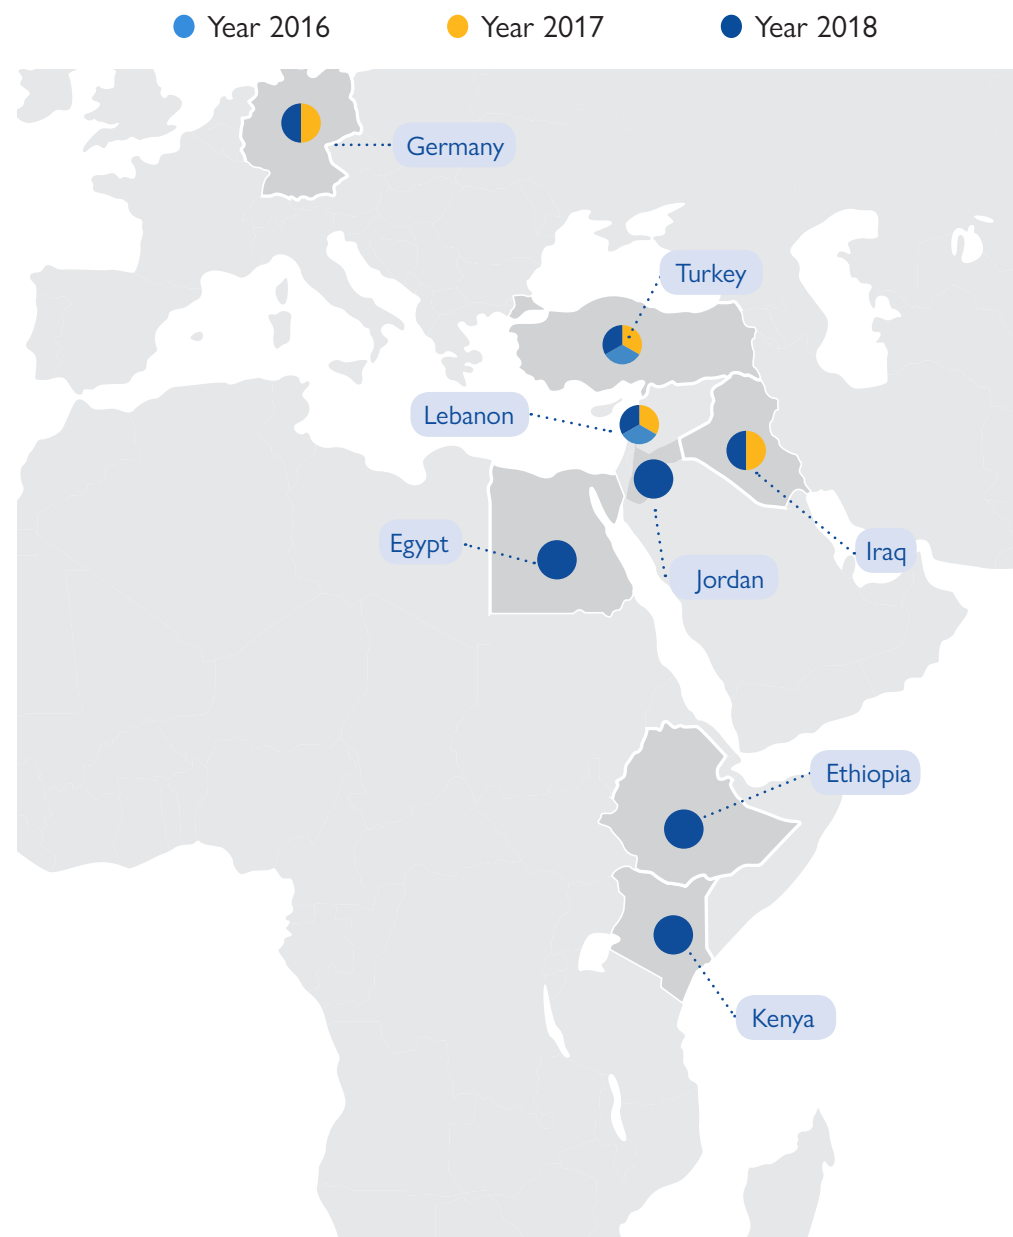 Year 2016
Year 2017
Year 2018
Germany
Turkey
Lebanon
Egypt
Iraq
Jordan
Ethiopia
Kenya